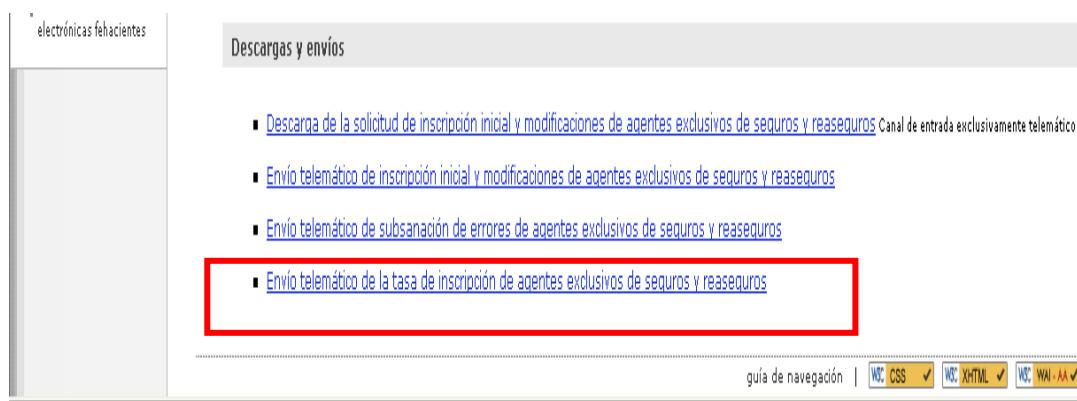 electrónicas fehacientes
Descargas y envíos
Descarga de la solicitud de inscripción inicial y modificaciones de agentes exclusivos de seguros y reaseguros Canal de entrada exclusivamente telemático
Envío telemático de inscripción inicial y modificaciones de agentes exclusivos de seguros y reaseguros
Envío telemático de subsanación de errores de agentes exclusivos de seguros y reaseguros
Envío telemático de la tasa de inscripción de agentes exclusivos de seguros y reaseguros
guía de navegación | W3C CSS ✓ W3C XHTML ✓ W3C WAI-AA ✓